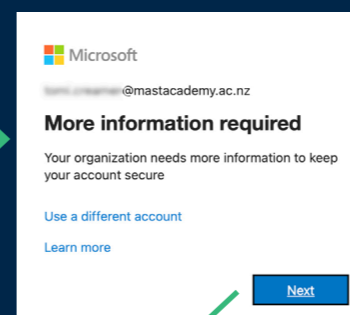 Microsoft
@mastacademy.ac.nz
More information required
Your organization needs more information to keep
your account secure
Use a different account
Learn more
Next